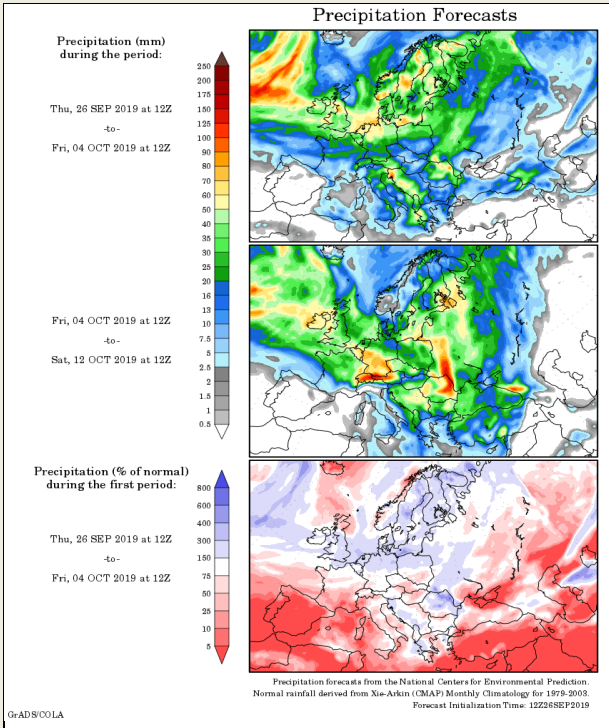 Precipitation Forecasts
Precipitation (mm)
during the period:
Thu, 26 SEP 2019 at 12Z
-to-
Fri, 04 OCT 2019 at 12Z
Fri, 04 OCT 2019 at 12Z
-to-
Sat, 12 OCT 2019 at 12Z
250
200
175
150
125
100
90
80
70
60
50
45
40
35
30
25
20
16
13
10
7.5
5
2.5
2
1.5
1
0.5
Precipitation (% of normal)
during the first period:
Thu, 26 SEP 2019 at 12Z
-to-
Fri, 04 OCT 2019 at 12Z
800
600
400
300
150
75
50
25
10
5
Precipitation forecasts from the National Centers for Environmental Prediction.
Normal rainfall derived from Xie-Arkin (CMAP) Monthly Climatology for 1979-2003.
Forecast Initialization Time: 12Z26SEP2019
GrADS/COLA